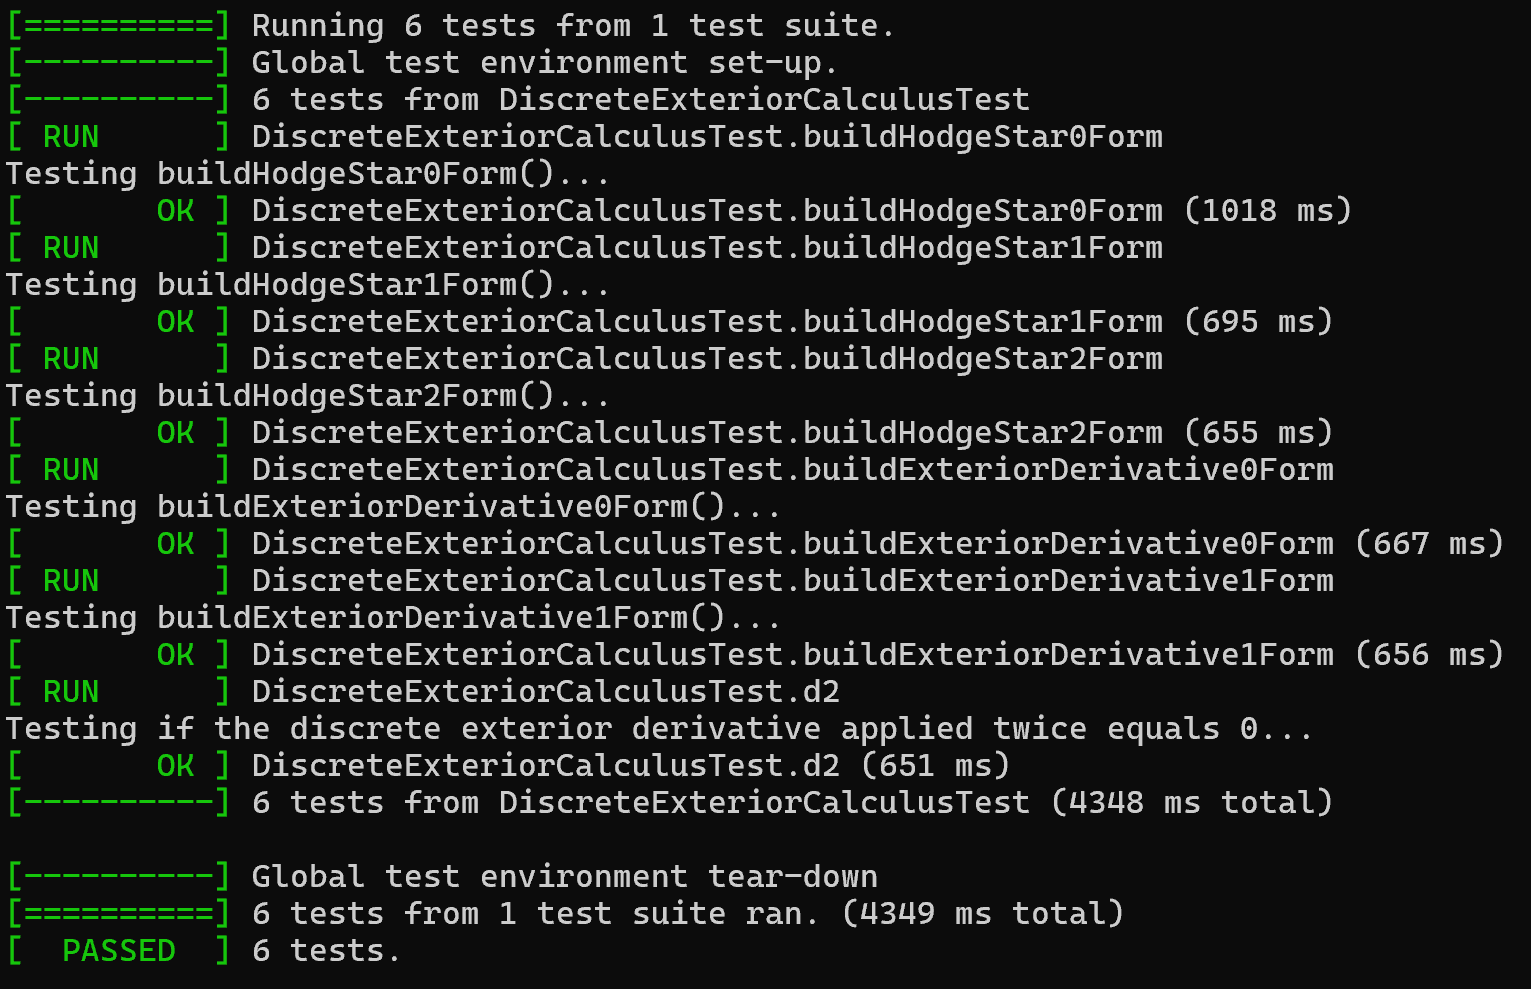 [==========] Running 6 tests from 1 test suite.
[----------] Global test environment set-up.
[----------] 6 tests from DiscreteExteriorCalculusTest
[ RUN      ] DiscreteExteriorCalculusTest.buildHodgeStar0Form
Testing buildHodgeStar0Form()...
[       OK ] DiscreteExteriorCalculusTest.buildHodgeStar0Form (1018 ms)
[ RUN      ] DiscreteExteriorCalculusTest.buildHodgeStar1Form
Testing buildHodgeStar1Form()...
[       OK ] DiscreteExteriorCalculusTest.buildHodgeStar1Form (695 ms)
[ RUN      ] DiscreteExteriorCalculusTest.buildHodgeStar2Form
Testing buildHodgeStar2Form()...
[       OK ] DiscreteExteriorCalculusTest.buildHodgeStar2Form (655 ms)
[ RUN      ] DiscreteExteriorCalculusTest.buildExteriorDerivative0Form
Testing buildExteriorDerivative0Form()...
[       OK ] DiscreteExteriorCalculusTest.buildExteriorDerivative0Form (667 ms)
[ RUN      ] DiscreteExteriorCalculusTest.buildExteriorDerivative1Form
Testing buildExteriorDerivative1Form()...
[       OK ] DiscreteExteriorCalculusTest.buildExteriorDerivative1Form (656 ms)
[ RUN      ] DiscreteExteriorCalculusTest.d2
Testing if the discrete exterior derivative applied twice equals 0...
[       OK ] DiscreteExteriorCalculusTest.d2 (651 ms)
[----------] 6 tests from DiscreteExteriorCalculusTest (4348 ms total)

[----------] Global test environment tear-down
[==========] 6 tests from 1 test suite ran. (4349 ms total)
[  PASSED  ] 6 tests.